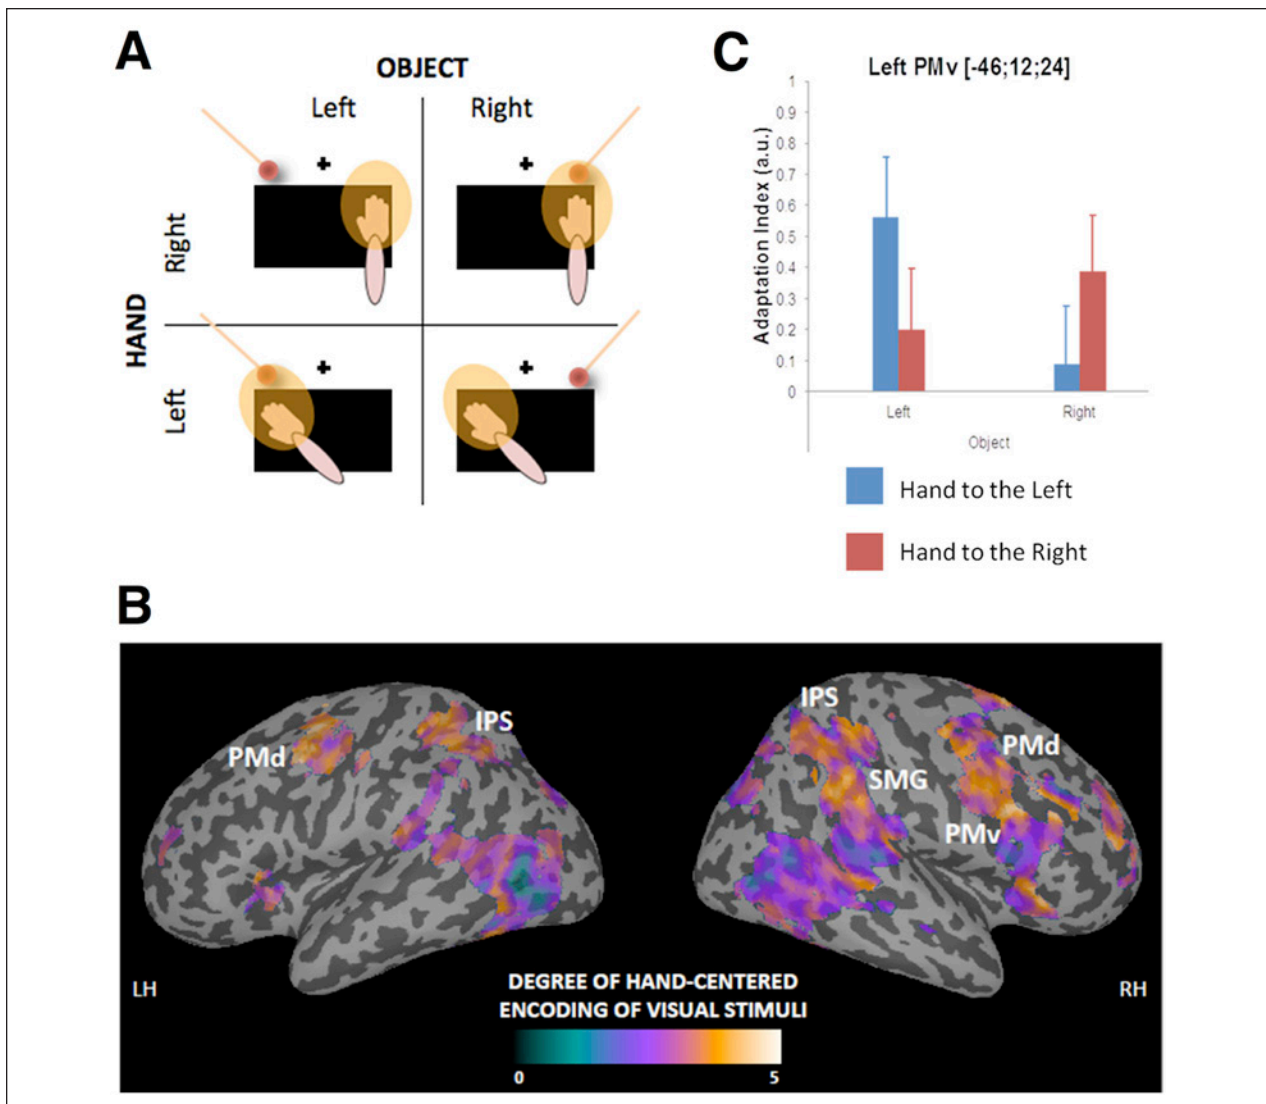 A
OBJECT
Left
Right
+
+
HAND
Right
Left
+
+
C
Left PMv [-46;12;24]
Adaptation Index (a.u.)
1
0.9
0.8
0.7
0.6
0.5
0.4
0.3
0.2
0.1
0
Left
Right
Object
Hand to the Left
Hand to the Right
B
PMd
IPS
IPS
PMd
SMG
PMv
LH
RH
DEGREE OF HAND-CENTERED
ENCODING OF VISUAL STIMULI
0
5